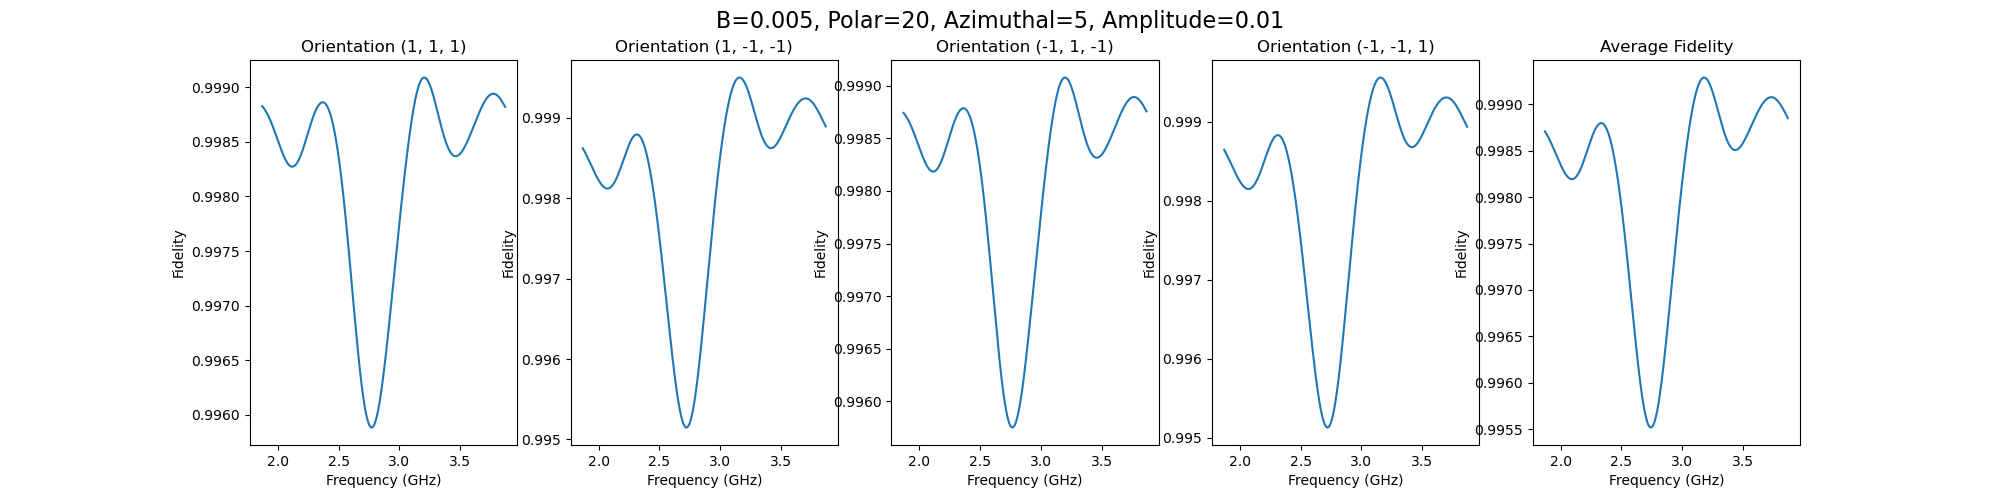 B=0.005, Polar=20, Azimuthal=5, Amplitude=0.01
Orientation (1, 1, 1)
Fidelity
0.9990
0.9985
0.9980
0.9975
0.9970
0.9965
0.9960
2.0 2.5 3.0 3.5
Frequency (GHz)
Orientation (1, -1, -1)
Fidelity
0.999
0.998
0.997
0.996
0.995
2.0 2.5 3.0 3.5
Frequency (GHz)
Orientation (-1, 1, -1)
Fidelity
0.9990
0.9985
0.9980
0.9975
0.9970
0.9965
0.9960
2.0 2.5 3.0 3.5
Frequency (GHz)
Orientation (-1, -1, 1)
Fidelity
0.999
0.998
0.997
0.996
0.995
2.0 2.5 3.0 3.5
Frequency (GHz)
Average Fidelity
Fidelity
0.9990
0.9985
0.9980
0.9975
0.9970
0.9965
0.9960
0.9955
2.0 2.5 3.0 3.5
Frequency (GHz)